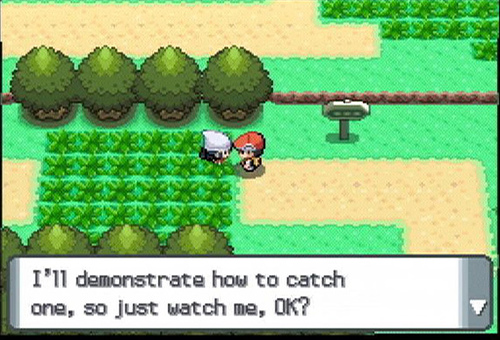 I'll demonstrate how to catch
one, so just watch me, OK?